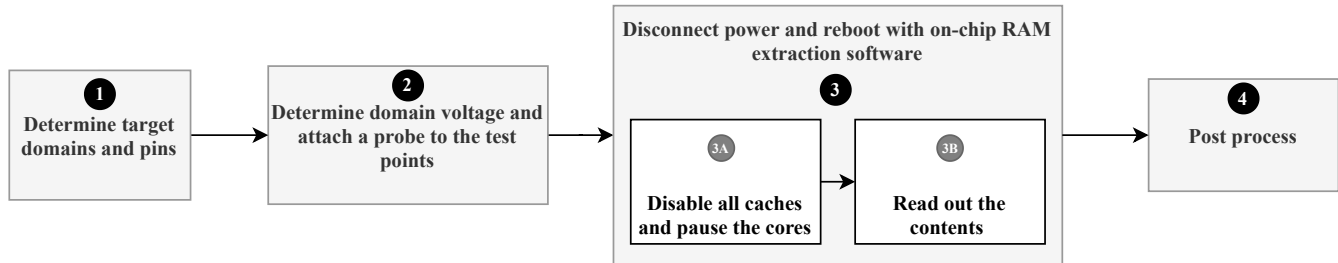 1
Determine target
domains and pins
2
Determine domain voltage and
attach a probe to the test
points
Disconnect power and reboot with on-chip RAM
extraction software
3
3A
Disable all caches
and pause the cores
3B
Read out the
contents
4
Post process